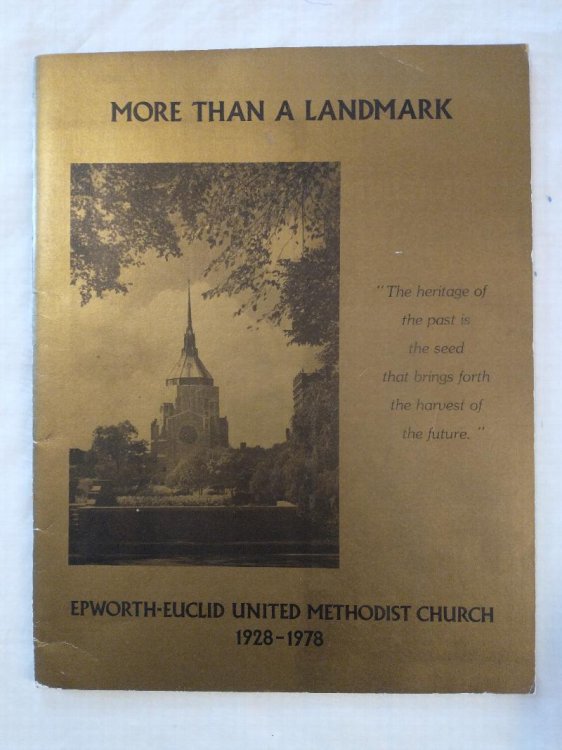 MORE THAN A LANDMARK
"The heritage of
the past is
the seed
that brings forth
the harvest of
the future."
EPWORTH-EUCLID UNITED METHODIST CHURCH
1928-1978